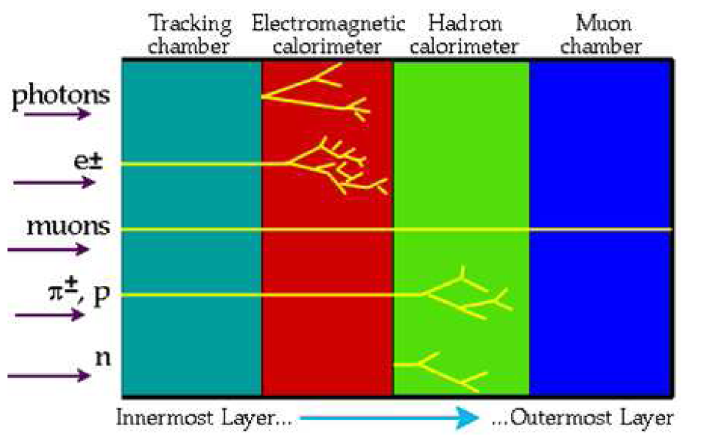 Tracking chamber
Electromagnetic calorimeter
Hadron calorimeter
Muon chamber
photons
e±
muons
π±, p
n
Innermost Layer...
...Outermost Layer